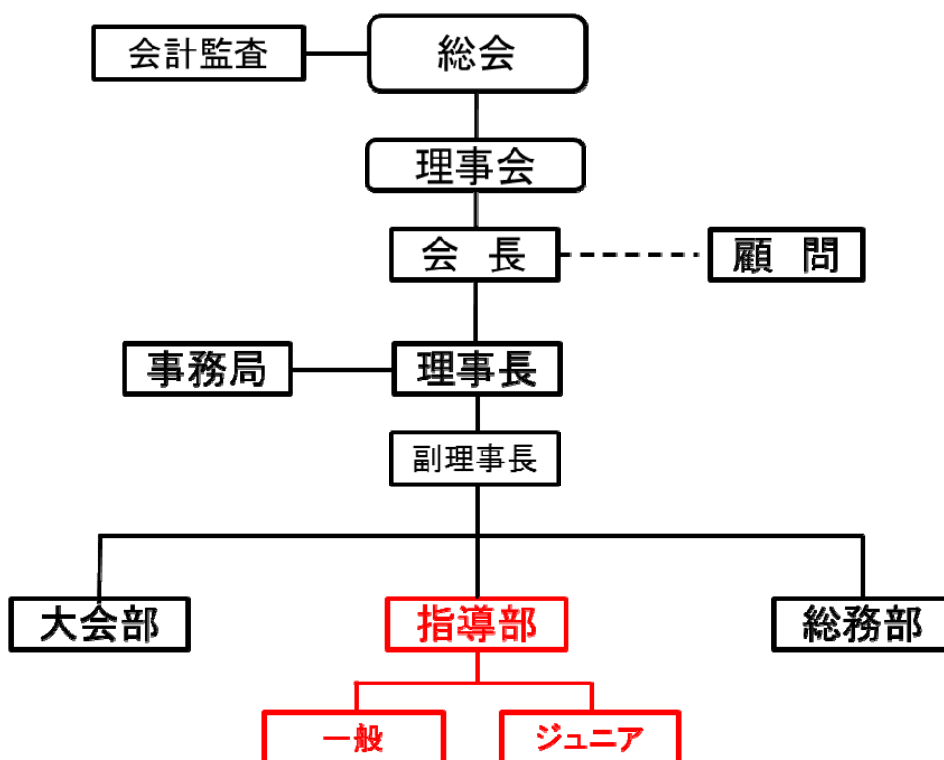 会計監査
総会
理事会
会 長
顧 問
事務局
理事長
副理事長
大会部
指導部
総務部
一般
ジュニア